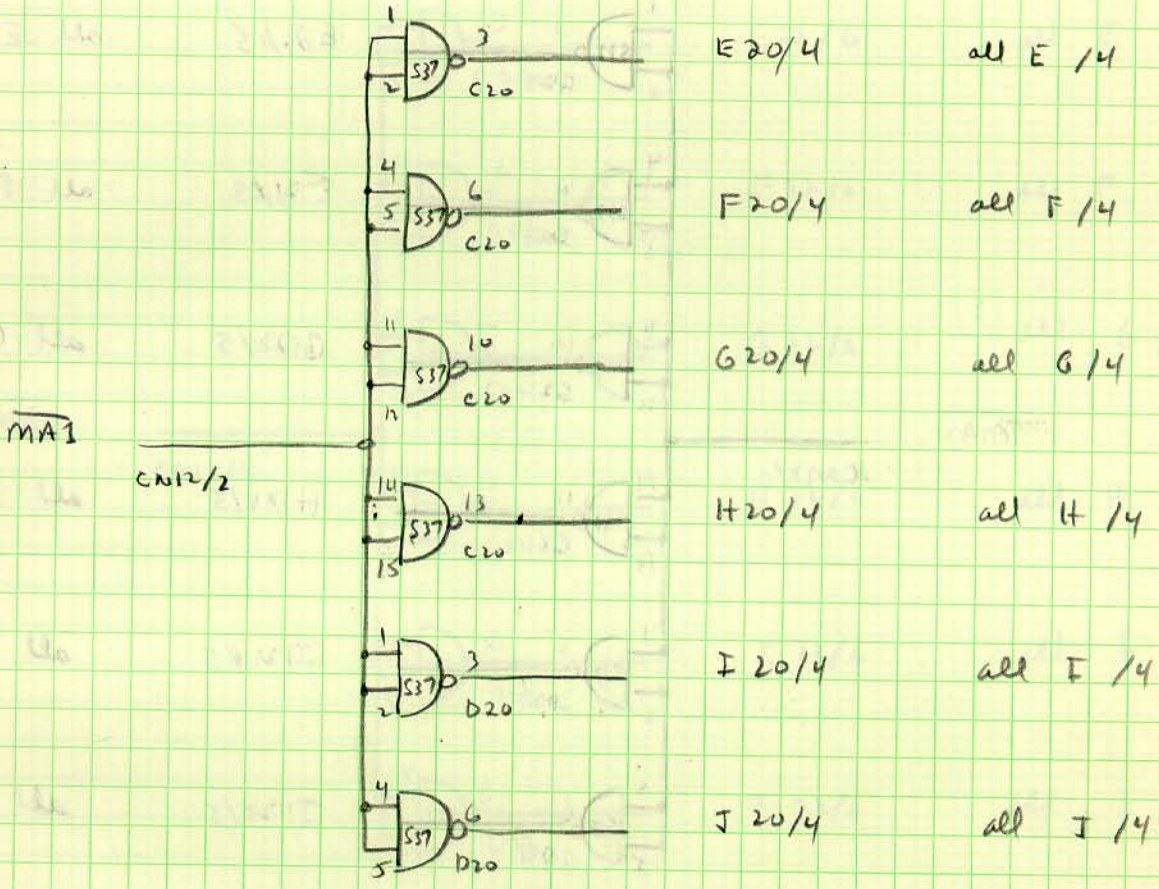 1
3 E20/4 all E /4
S37
2 C20
4
6 F20/4 all F /4
5 S37
C20
11
10 G20/4 all G /4
S37
12 C20
MA1
CN12/2
14
13 H20/4 all H /4
S37
C20
15
1
3 I 20/4 all I /4
S37
2 D20
4
6 J 20/4 all J /4
S37
5 D20